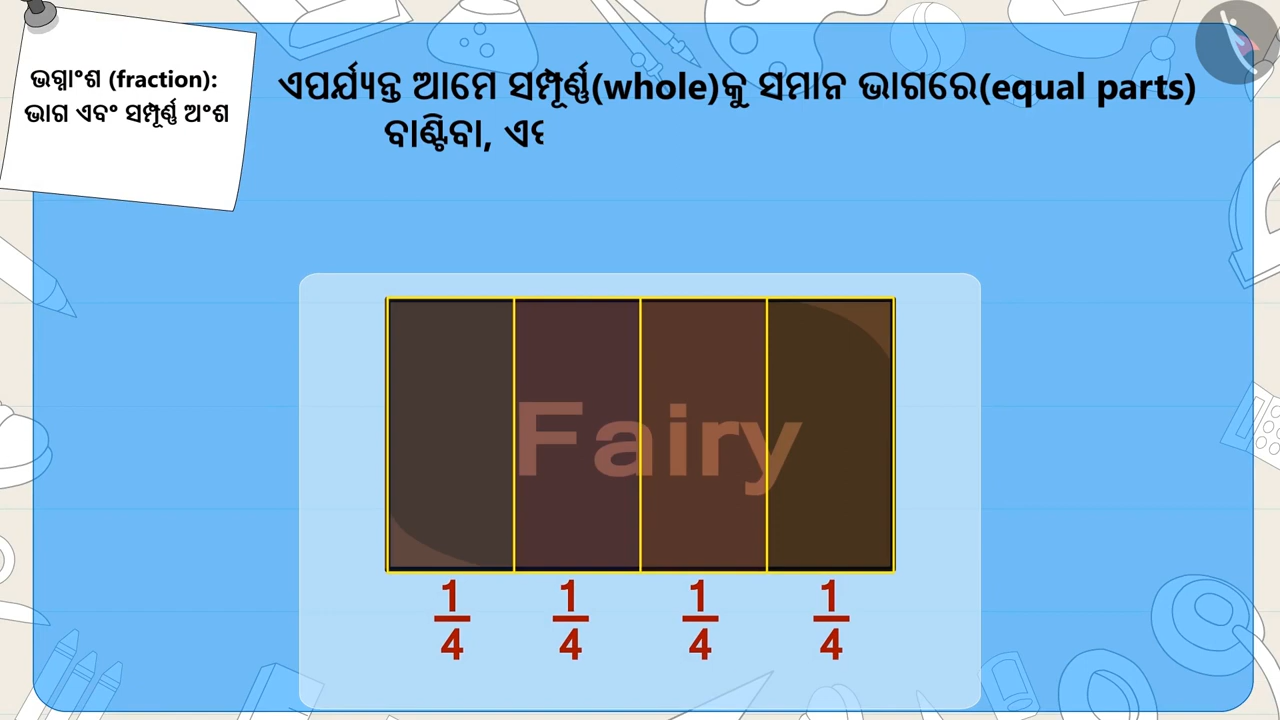 ଭଗ୍ନାଂଶ (fraction):
ଭାଗ ଏବଂ ସମ୍ପୂର୍ଣ୍ଣ ଅଂଶ
ଏପର୍ଯ୍ୟନ୍ତ ଆମେ ସମ୍ପୂର୍ଣ୍ଣ(whole)କୁ ସମାନ ଭାଗରେ(equal parts)
ବାଣ୍ଟିବା,
Fairy
1/4 1/4 1/4 1/4